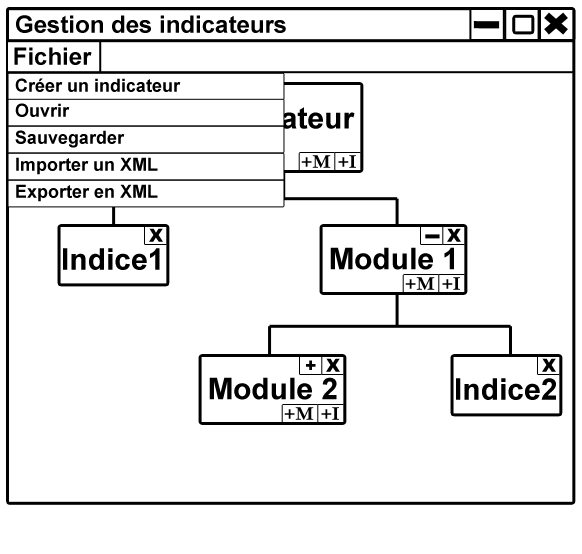 Gestion des indicateurs
Fichier
Créer un indicateur
Ouvrir
Sauvegarder
Importer un XML
Exporter en XML
ateur
+M +I
X
Indice1
– X
Module 1
+M +I
+ X
Module 2
+M +I
X
Indice2